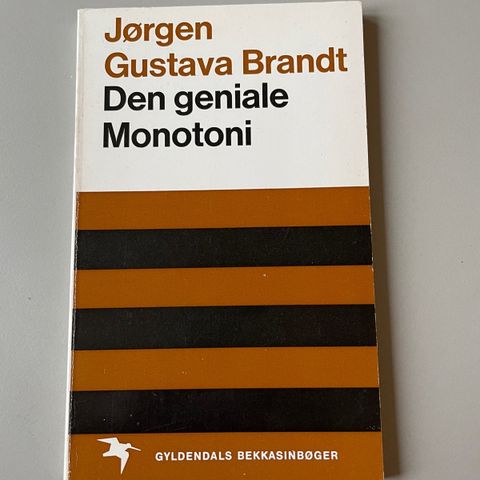 Jørgen
Gustava Brandt
Den geniale
Monotoni
GYLDENDALS BEKKASINBØGER